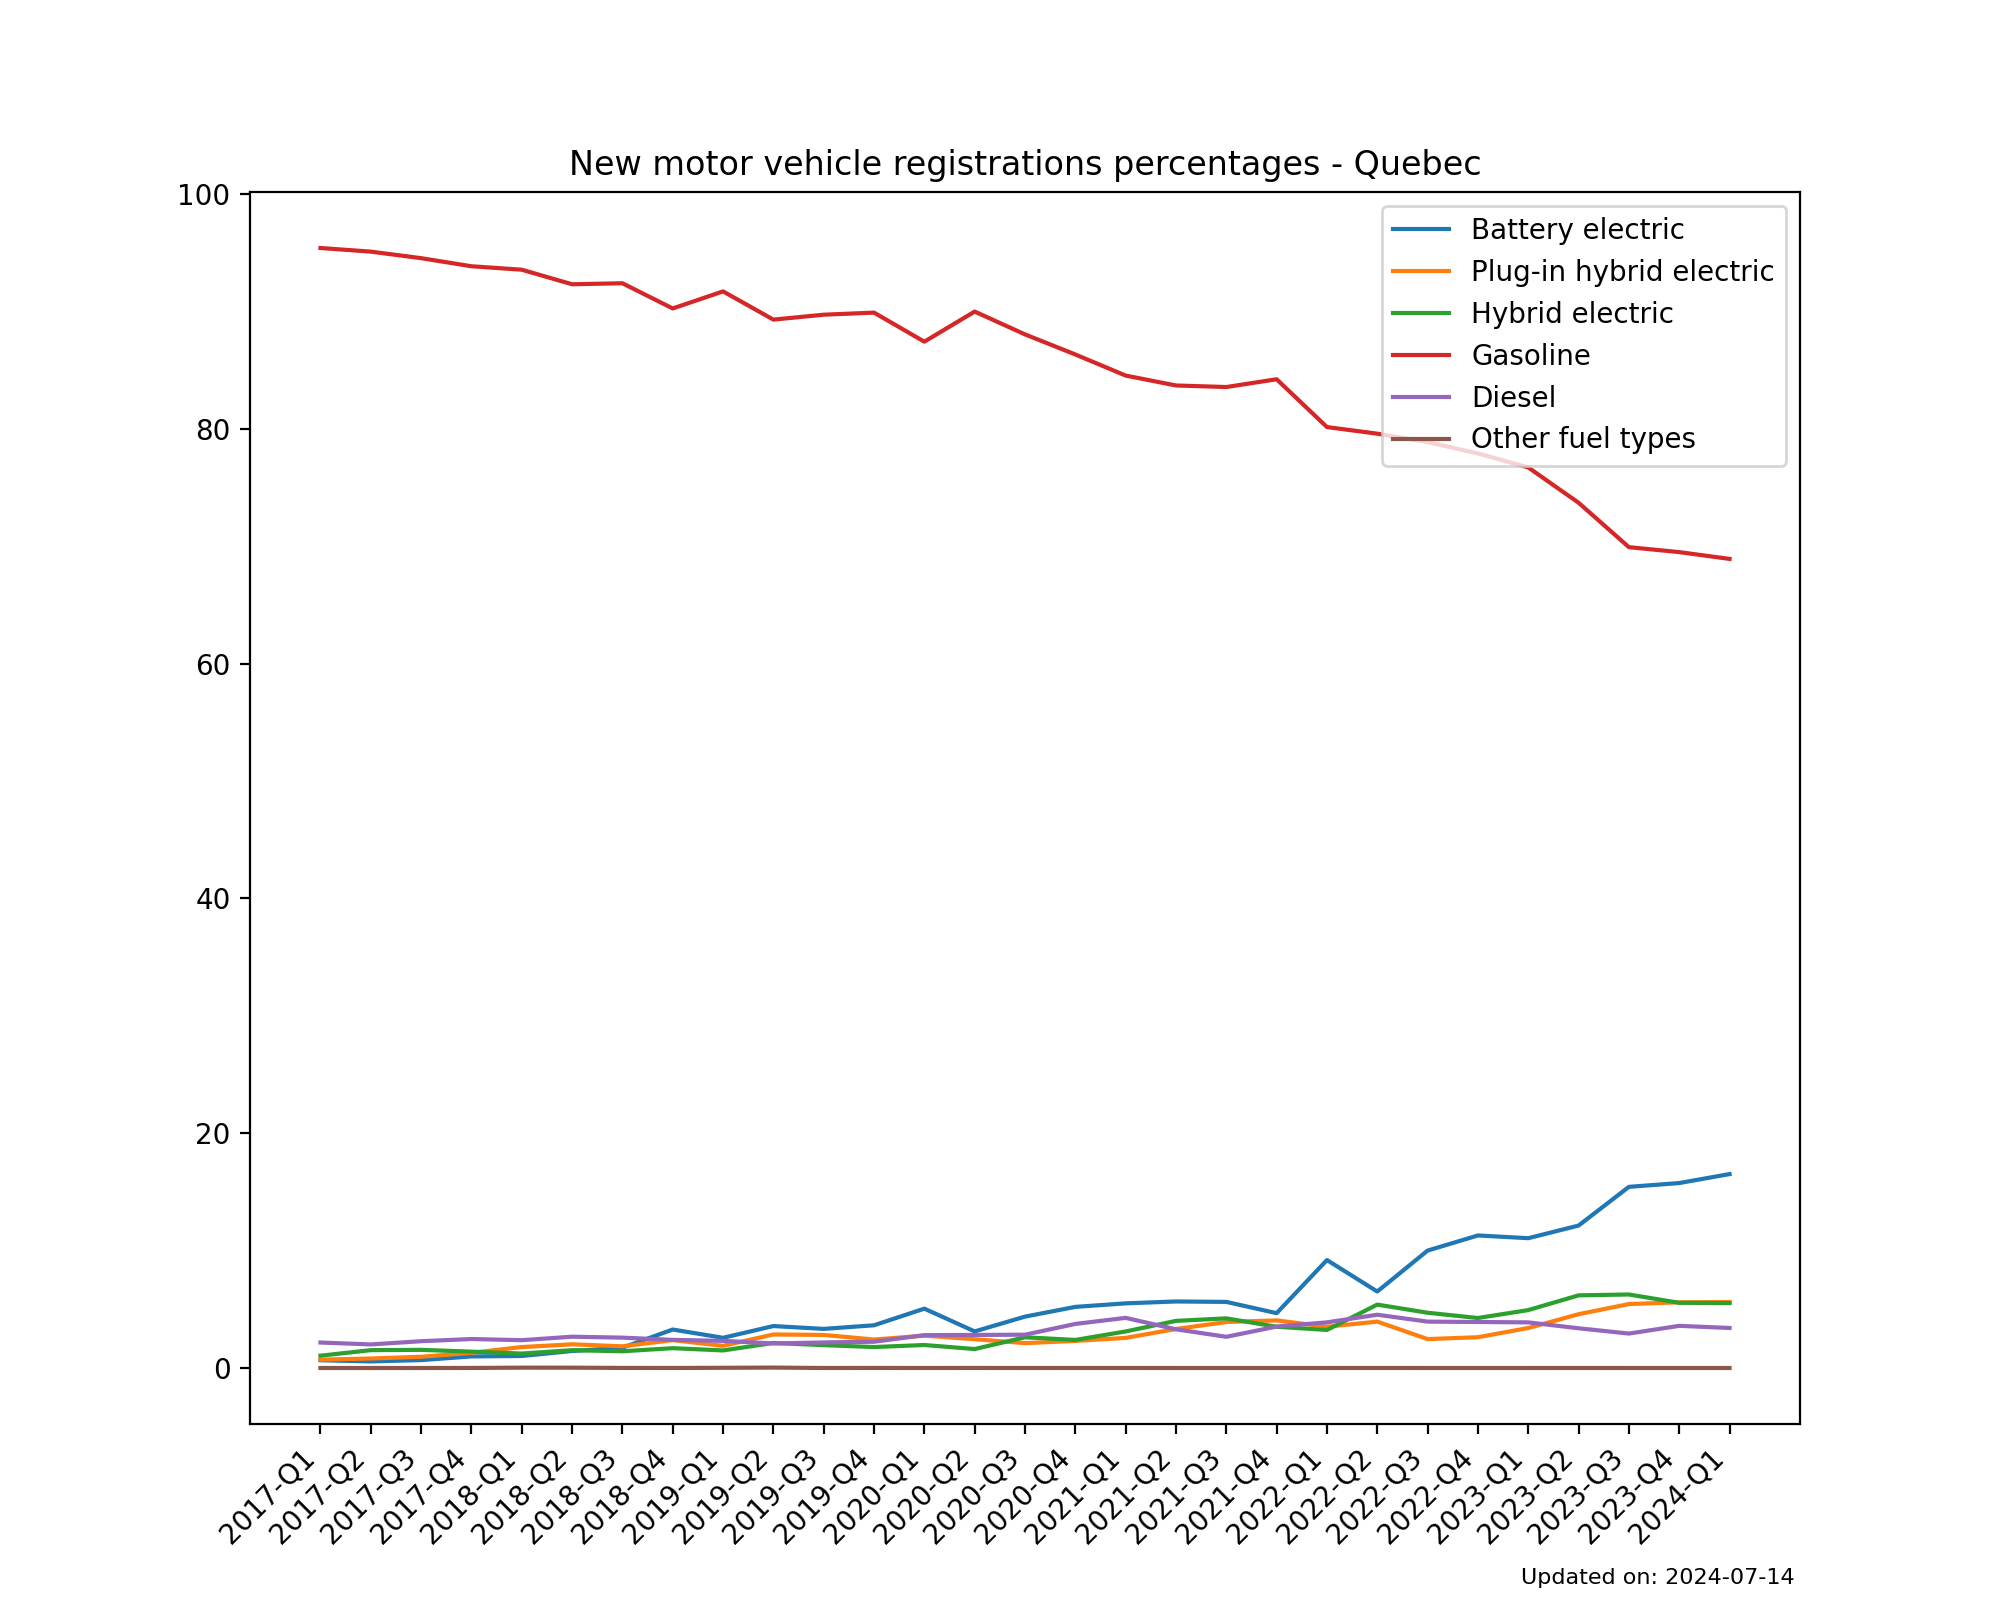 New motor vehicle registrations percentages - Quebec
100
80
60
40
20
0
Battery electric
Plug-in hybrid electric
Hybrid electric
Gasoline
Diesel
Other fuel types
2017-Q1
2017-Q2
2017-Q3
2017-Q4
2018-Q1
2018-Q2
2018-Q3
2018-Q4
2019-Q1
2019-Q2
2019-Q3
2019-Q4
2020-Q1
2020-Q2
2020-Q3
2020-Q4
2021-Q1
2021-Q2
2021-Q3
2021-Q4
2022-Q1
2022-Q2
2022-Q3
2022-Q4
2023-Q1
2023-Q2
2023-Q3
2023-Q4
2024-Q1
Updated on: 2024-07-14